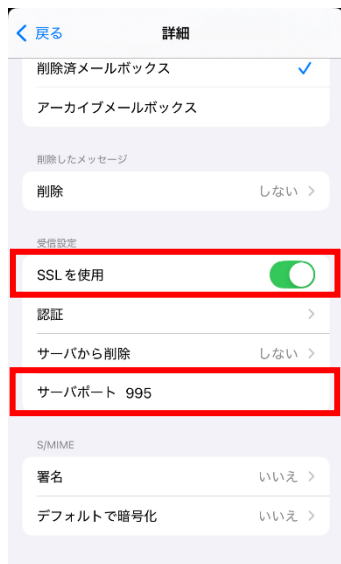 戻る 詳細
削除済メールボックス
アーカイブメールボックス
削除したメッセージ
削除 しない
受信設定
SSLを使用
認証
サーバから削除 しない
サーバポート 995
S/MIME
署名 いいえ
デフォルトで暗号化 いいえ